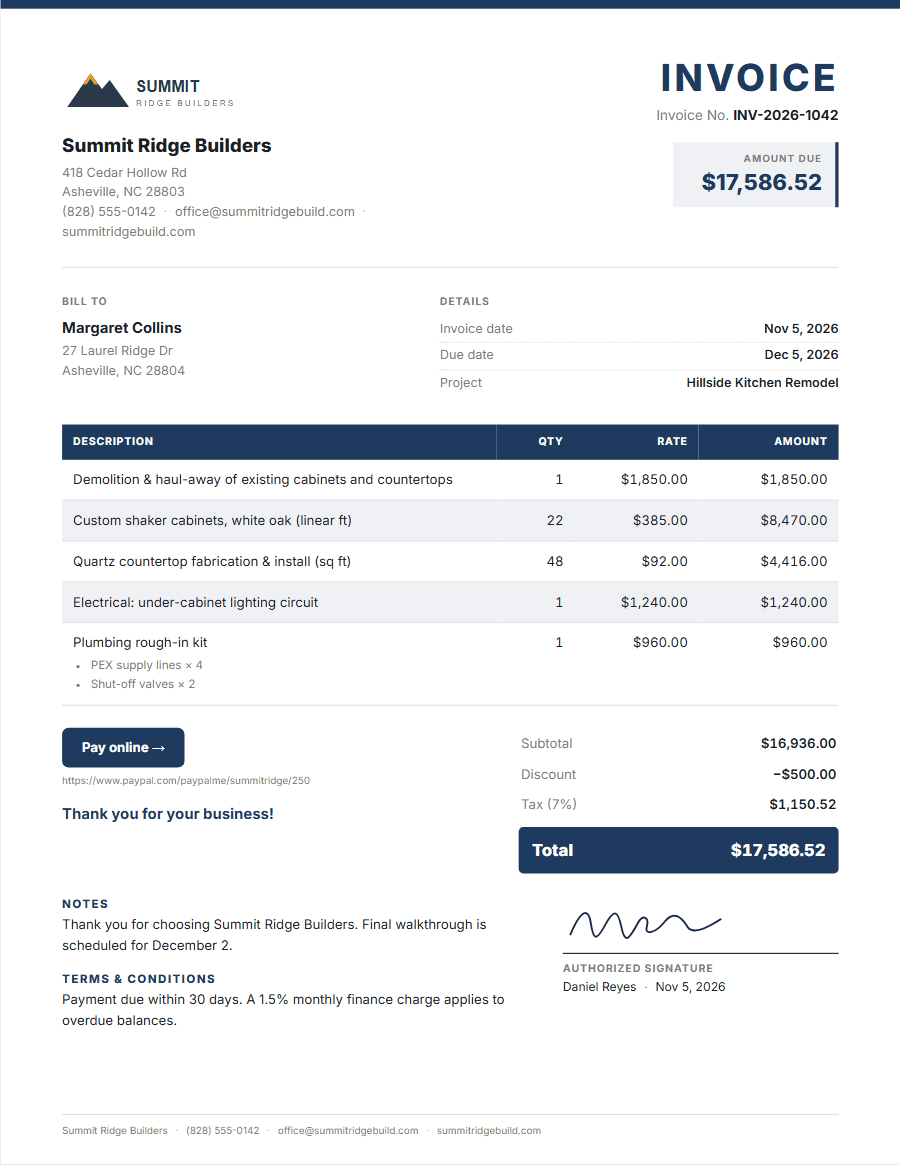 SUMMIT
RIDGE BUILDERS
INVOICE
Invoice No. INV-2026-1042
Summit Ridge Builders
418 Cedar Hollow Rd
Asheville, NC 28803
(828) 555-0142 · office@summitridgebuild.com ·
summitridgebuild.com
AMOUNT DUE
$17,586.52
BILL TO
Margaret Collins
27 Laurel Ridge Dr
Asheville, NC 28804
DETAILS
Invoice date Nov 5, 2026
Due date Dec 5, 2026
Project Hillside Kitchen Remodel
DESCRIPTION QTY RATE AMOUNT
Demolition & haul-away of existing cabinets and countertops 1 $1,850.00 $1,850.00
Custom shaker cabinets, white oak (linear ft) 22 $385.00 $8,470.00
Quartz countertop fabrication & install (sq ft) 48 $92.00 $4,416.00
Electrical: under-cabinet lighting circuit 1 $1,240.00 $1,240.00
Plumbing rough-in kit 1 $960.00 $960.00
• PEX supply lines × 4
• Shut-off valves × 2
Pay online →
https://www.paypal.com/paypalme/summitridge/250
Thank you for your business!
Subtotal $16,936.00
Discount −$500.00
Tax (7%) $1,150.52
Total $17,586.52
NOTES
Thank you for choosing Summit Ridge Builders. Final walkthrough is
scheduled for December 2.
TERMS & CONDITIONS
Payment due within 30 days. A 1.5% monthly finance charge applies to
overdue balances.
AUTHORIZED SIGNATURE
Daniel Reyes · Nov 5, 2026
Summit Ridge Builders · (828) 555-0142 · office@summitridgebuild.com · summitridgebuild.com